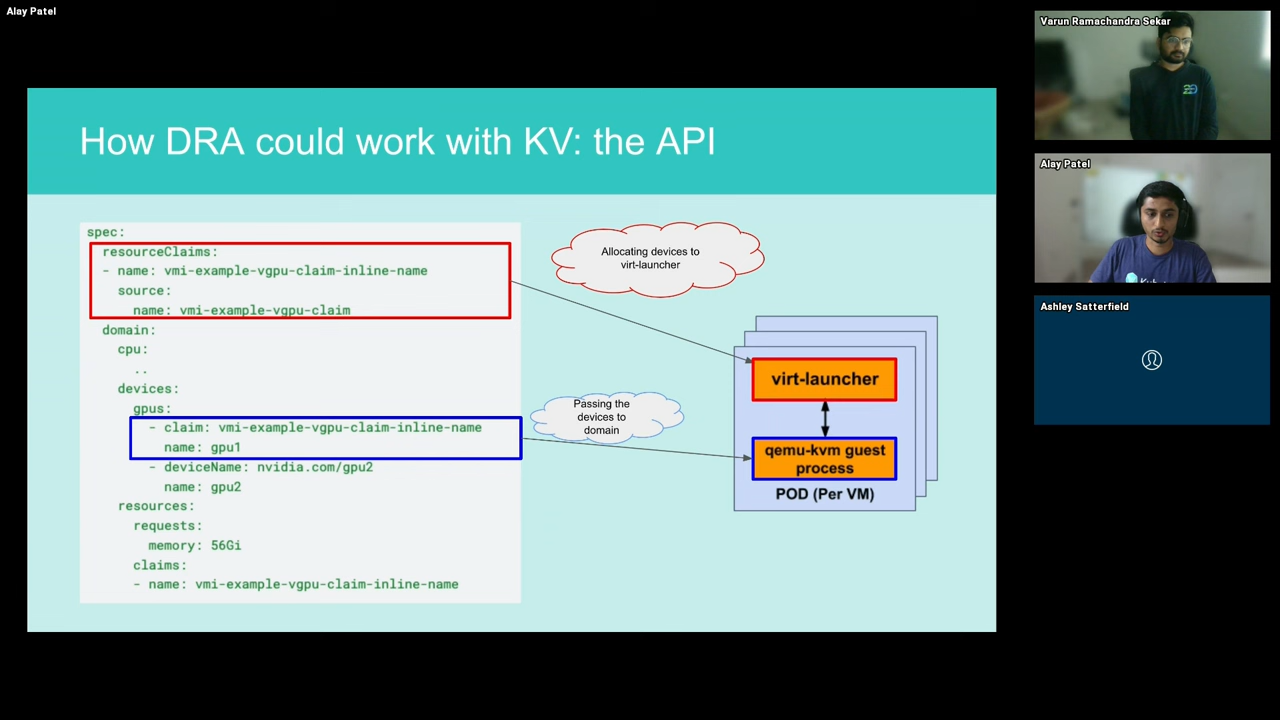 Alay Patel
How DRA could work with KV: the API
spec:
resourceClaims:
- name: vmi-example-vgpu-claim-inline-name
source:
name: vmi-example-vgpu-claim
domain:
cpu:
..
devices:
gpus:
- claim: vmi-example-vgpu-claim-inline-name
name: gpu1
- deviceName: nvidia.com/gpu2
name: gpu2
resources:
requests:
memory: 56Gi
claims:
- name: vmi-example-vgpu-claim-inline-name
Allocating devices to
virt-launcher
Passing the
devices to
domain
virt-launcher
qemu-kvm guest
process
POD (Per VM)
Varun Ramachandra Sekar
Alay Patel
Ashley Satterfield